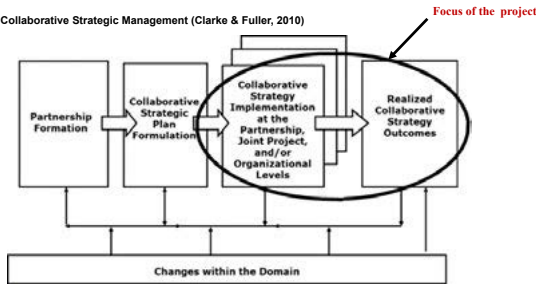 Focus of the project
Collaborative Strategic Management (Clarke & Fuller, 2010)
Partnership
Formation
Collaborative
Strategic
Plan
Formulation
Collaborative
Strategy
Implementation
at the
Partnership,
Joint Project,
and/or
Organizational
Levels
Realized
Collaborative
Strategy
Outcomes
Changes within the Domain